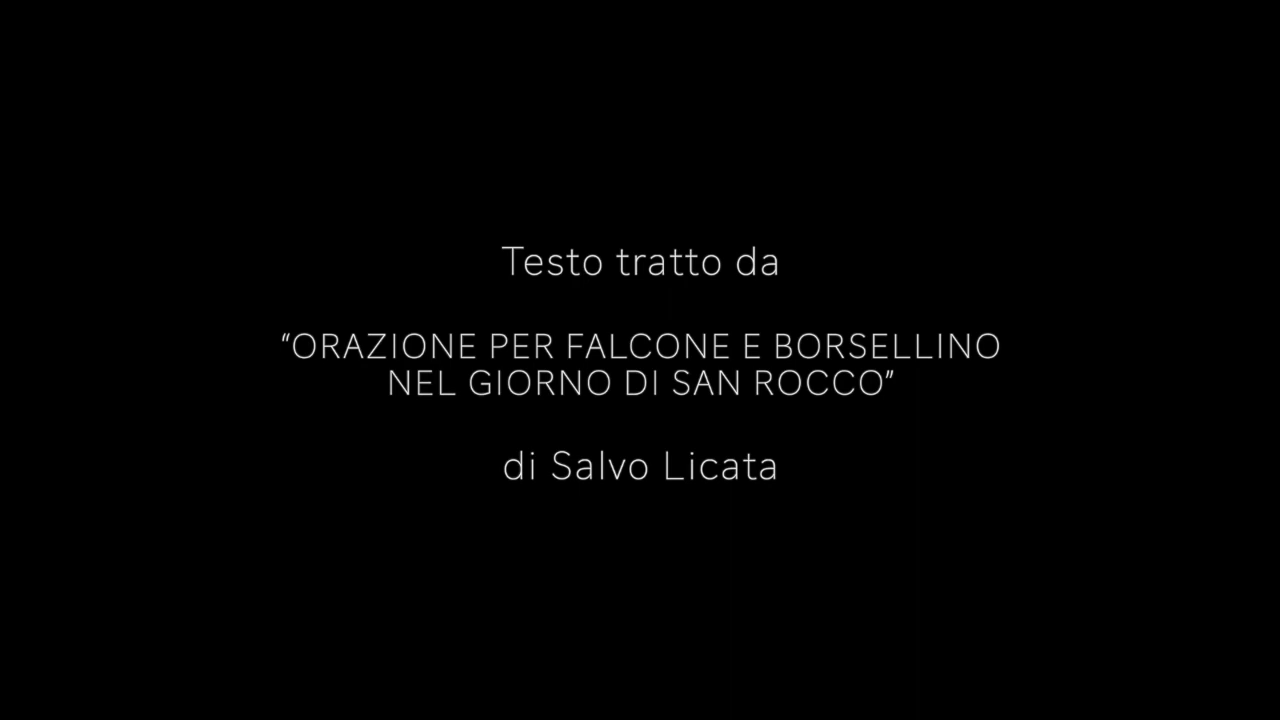 Testo tratto da
“ORAZIONE PER FALCONE E BORSELLINO
NEL GIORNO DI SAN ROCCO”
di Salvo Licata